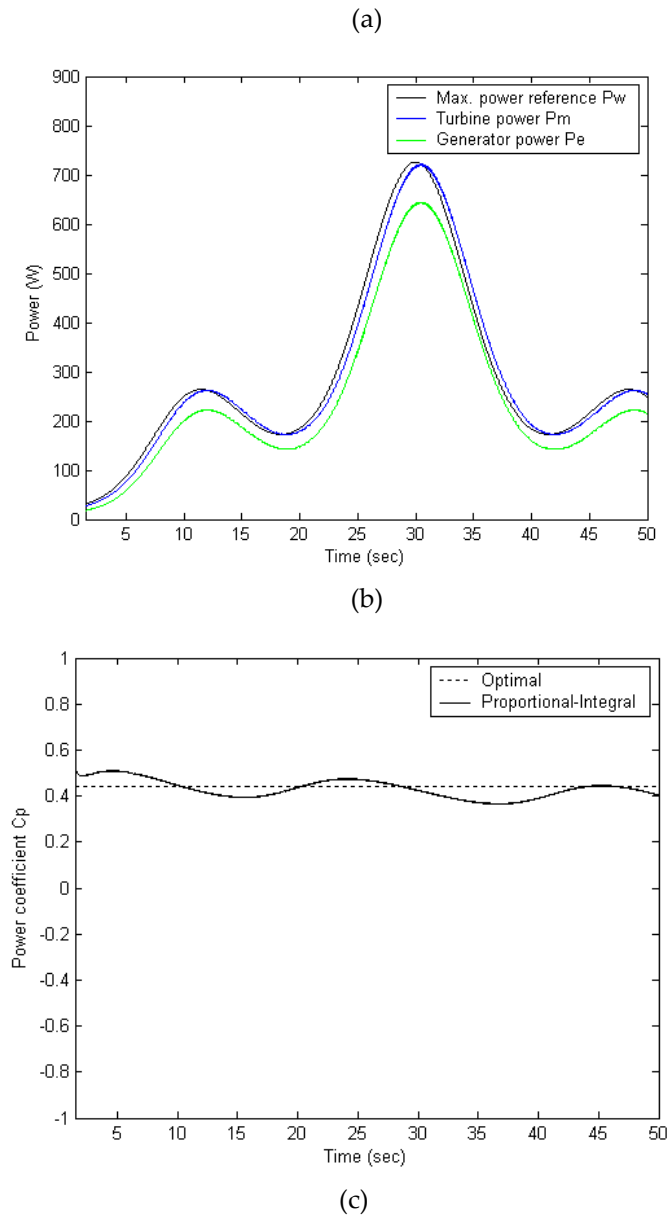 (a)
900
800
700
600
500
400
300
200
100
0
Power (W)
Max. power reference Pw
Turbine power Pm
Generator power Pe
5 10 15 20 25 30 35 40 45 50
Time (sec)
(b)
1
0.8
0.6
0.4
0.2
0
-0.2
-0.4
-0.6
-0.8
-1
Power coefficient Cp
Optimal
Proportional-Integral
5 10 15 20 25 30 35 40 45 50
Time (sec)
(c)